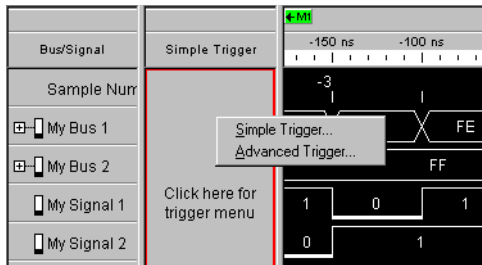 M1
Bus/Signal Simple Trigger -150 ns -100 ns
Sample Num -3
My Bus 1 Simple Trigger... FE
My Bus 2 Advanced Trigger... FF
My Signal 1 Click here for trigger menu 1 0 1
My Signal 2 0 1